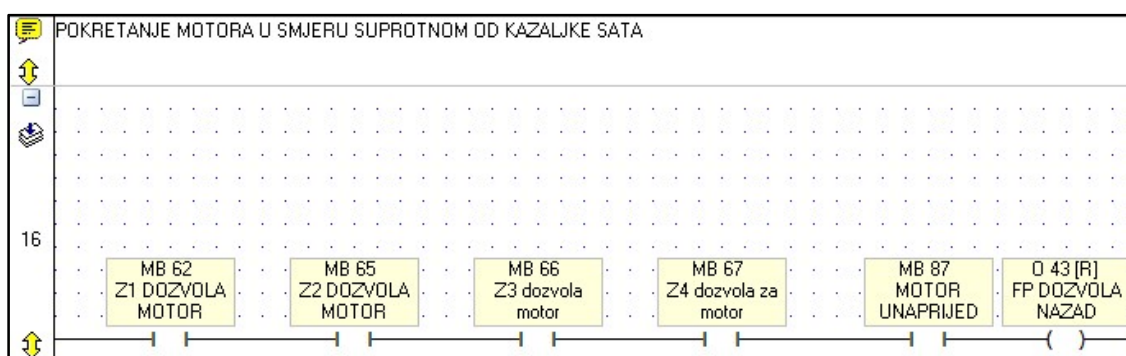 POKRETANJE MOTORA U SMJERU SUPROTNOM OD KAZALJKE SATA
16
MB 62
Z1 DOZVOLA
MOTOR
MB 65
Z2 DOZVOLA
MOTOR
MB 66
Z3 dozvola
motor
MB 67
Z4 dozvola za
motor
MB 87
MOTOR
UNAPRIJED
O 43 [R]
FP DOZVOLA
NAZAD